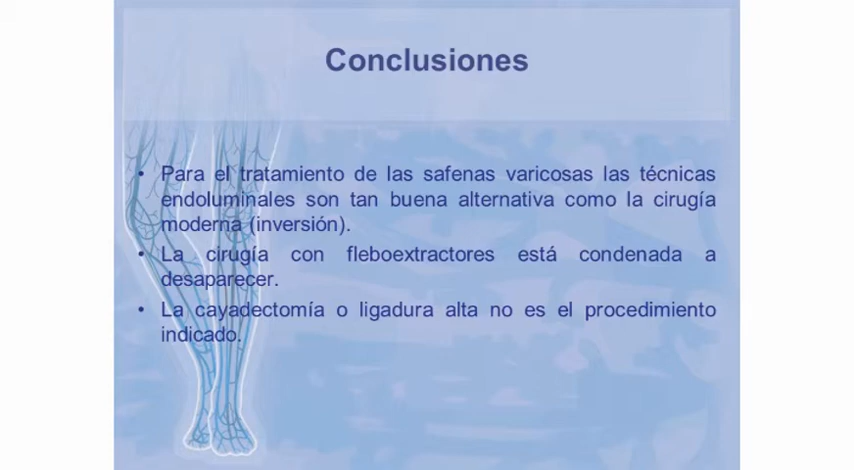 Conclusiones
• Para el tratamiento de las safenas varicosas las técnicas
endoluminales son tan buena alternativa como la cirugía
moderna (inversión).
• La cirugía con fleboextractores está condenada a
desaparecer.
• La cayadectomía o ligadura alta no es el procedimiento
indicado.